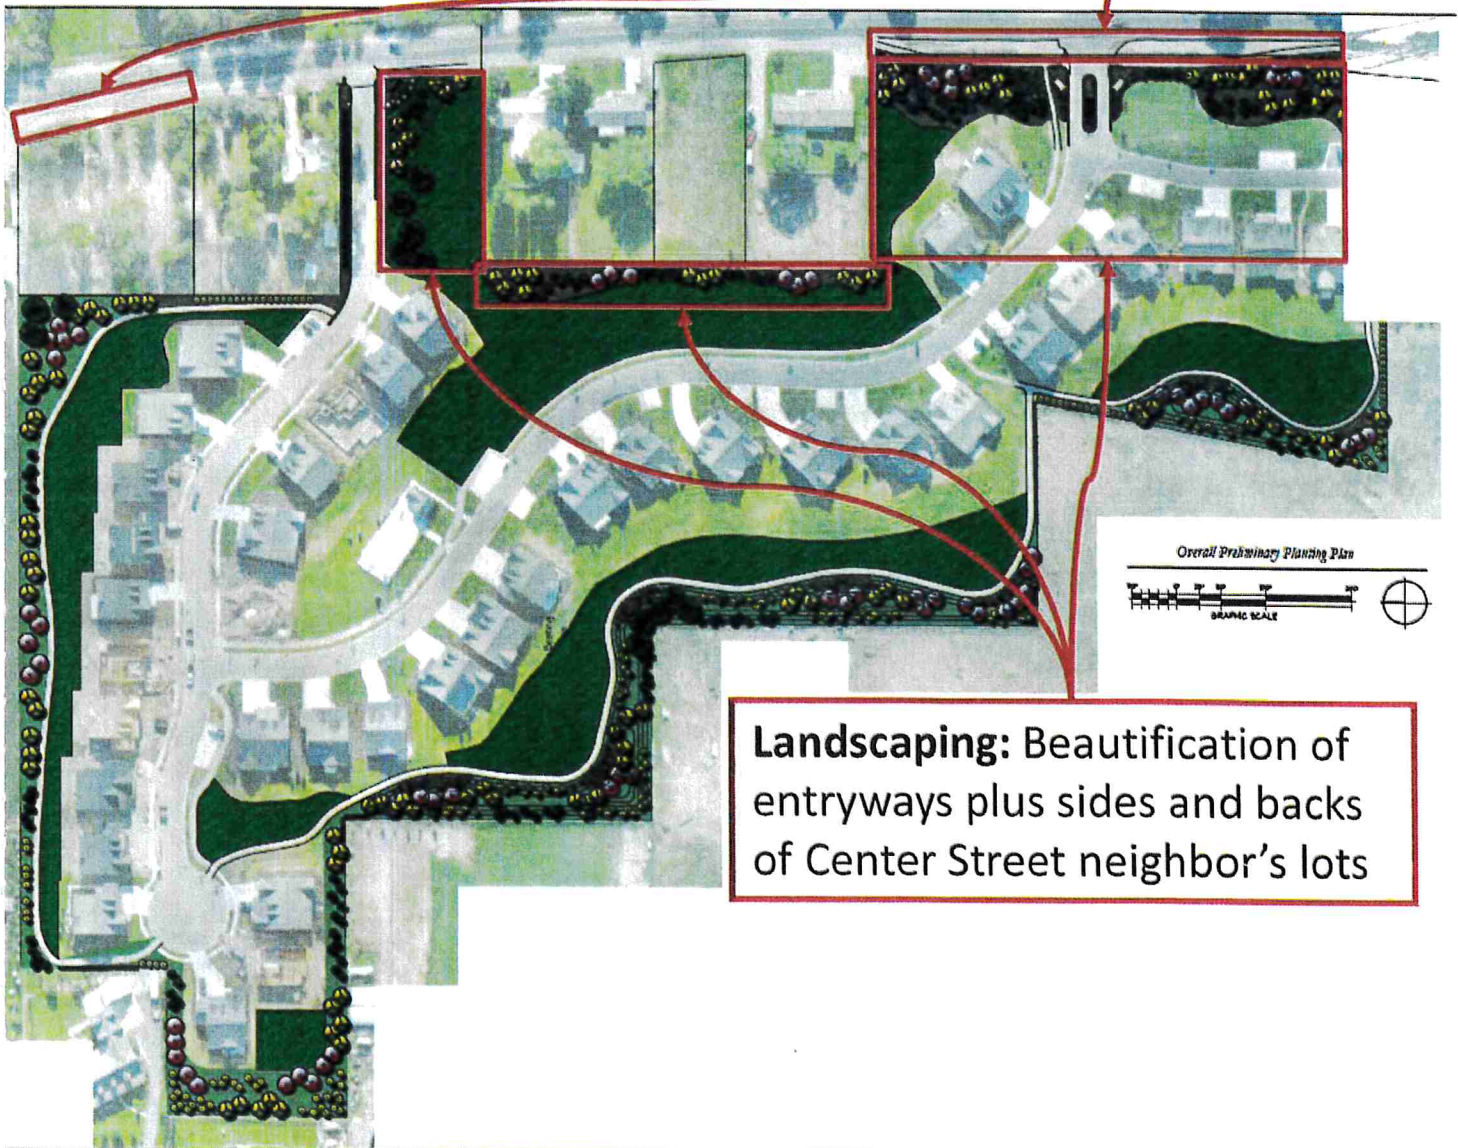 Overall Preliminary Planting Plan
GRAPHIC SCALE
Landscaping: Beautification of
entryways plus sides and backs
of Center Street neighbor's lots